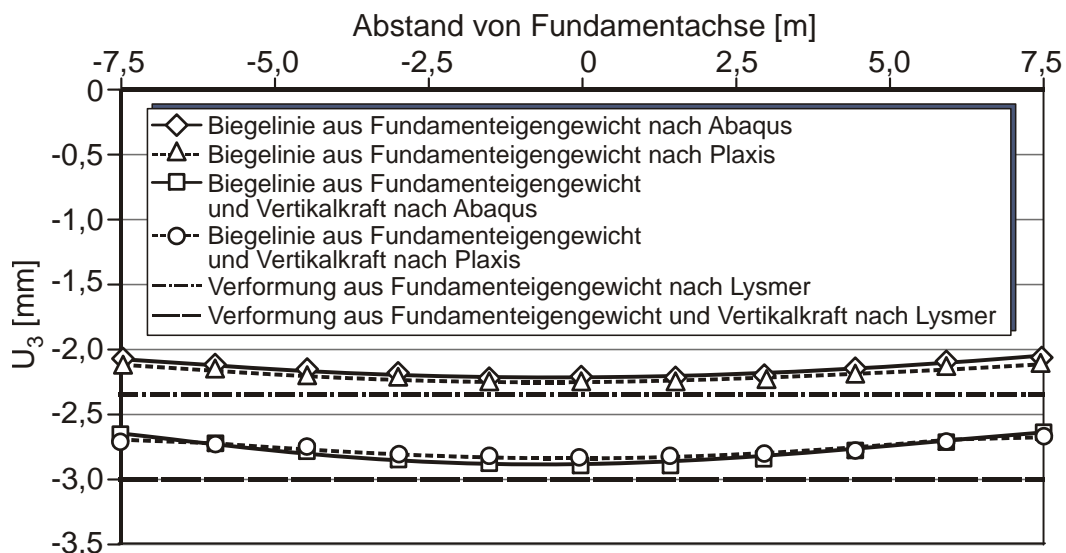 Abstand von Fundamentachse [m]
-7,5 -5,0 -2,5 0 2,5 5,0 7,5
0
-0,5
-1,0
-1,5
-2,0
-2,5
-3,0
-3,5
U3 [mm]
Biegelinie aus Fundamenteigengewicht nach Abaqus
Biegelinie aus Fundamenteigengewicht nach Plaxis
Biegelinie aus Fundamenteigengewicht
und Vertikalkraft nach Abaqus
Biegelinie aus Fundamenteigengewicht
und Vertikalkraft nach Plaxis
Verformung aus Fundamenteigengewicht nach Lysmer
Verformung aus Fundamenteigengewicht und Vertikalkraft nach Lysmer